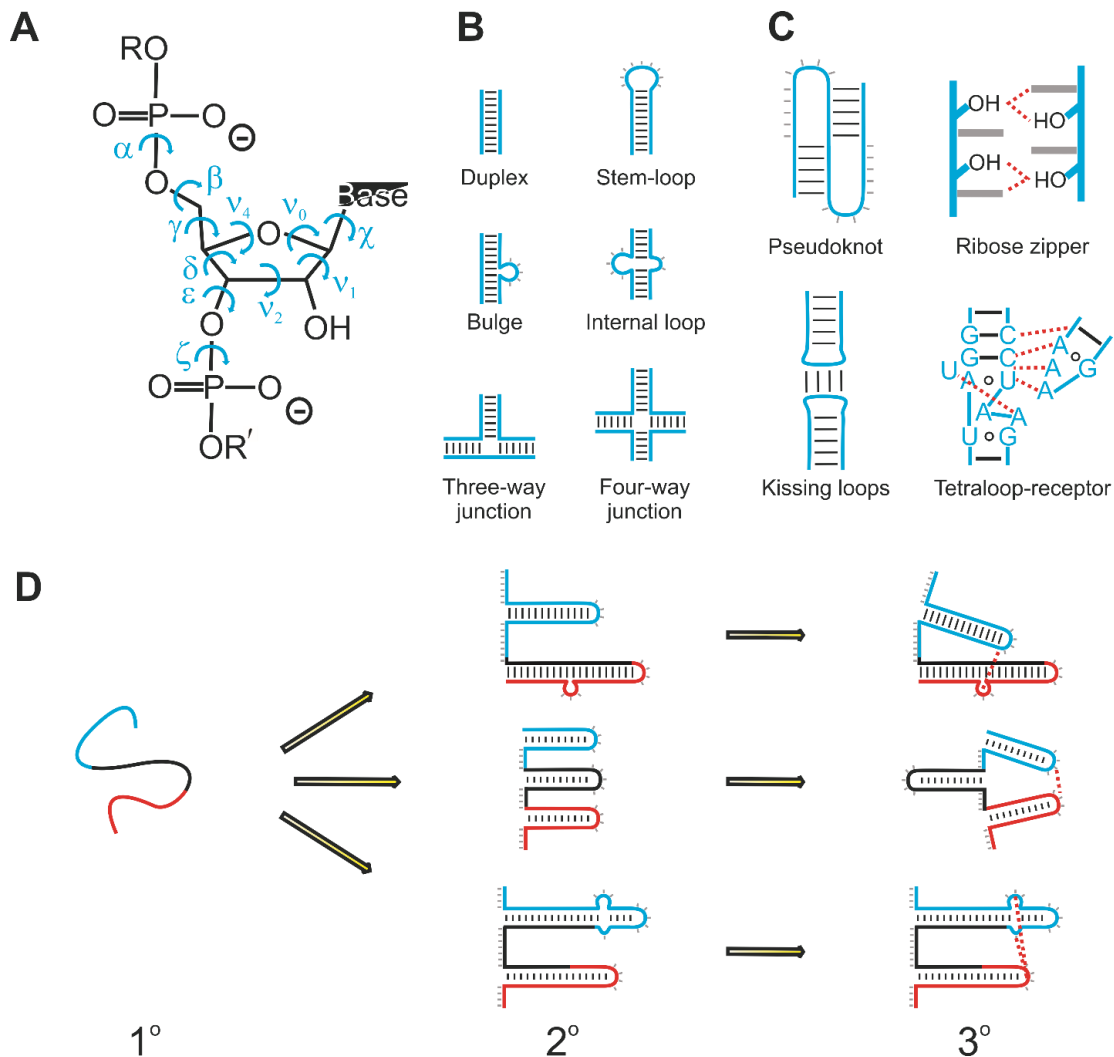 A
RO
O=P—O
⊖
α
O
β
Base
γ
ν4
O
ν0
χ
δ
ν1
ε
ν2
O
OH
ζ
O=P—O
⊖
OR′
B
Duplex
Stem-loop
Bulge
Internal loop
Three-way
junction
Four-way
junction
C
Pseudoknot
OH
HO
OH
HO
Ribose zipper
Kissing loops
G C
G C A
U A U A G
A A A
U G
Tetraloop-receptor
D
1°
2°
3°